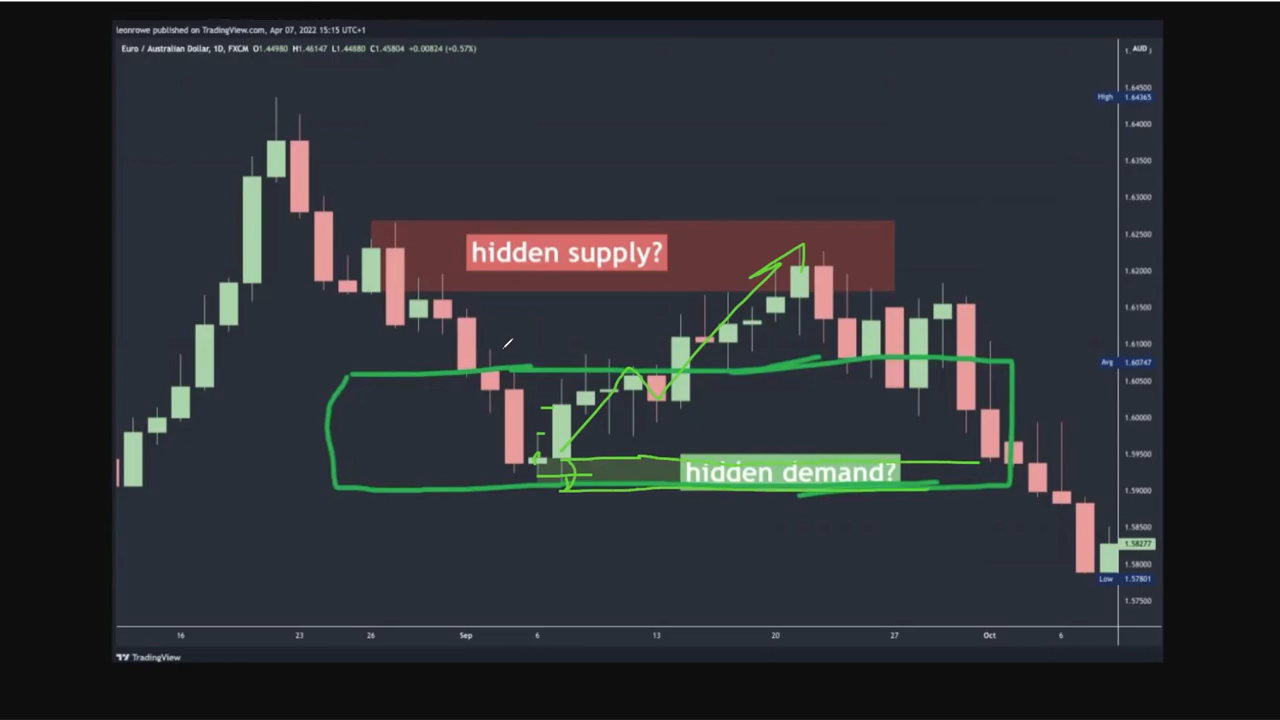 leonrowe published on TradingView.com, Apr 07, 2022 15:15 UTC+1
Euro / Australian Dollar, 1D, FXCM O1.44980 H1.46147 L1.44880 C1.45804 +0.00824 (+0.57%)
AUD
1.64500
High 1.64365
1.64000
1.63500
1.63000
1.62500
hidden supply?
1.62000
1.61500
1.61000
Avg 1.60747
1.60500
1.60000
1.59500
hidden demand?
1.59000
1.58500
1.58277
1.58000
Low 1.57801
1.57500
16 23 26 Sep 6 13 20 27 Oct 6
TradingView